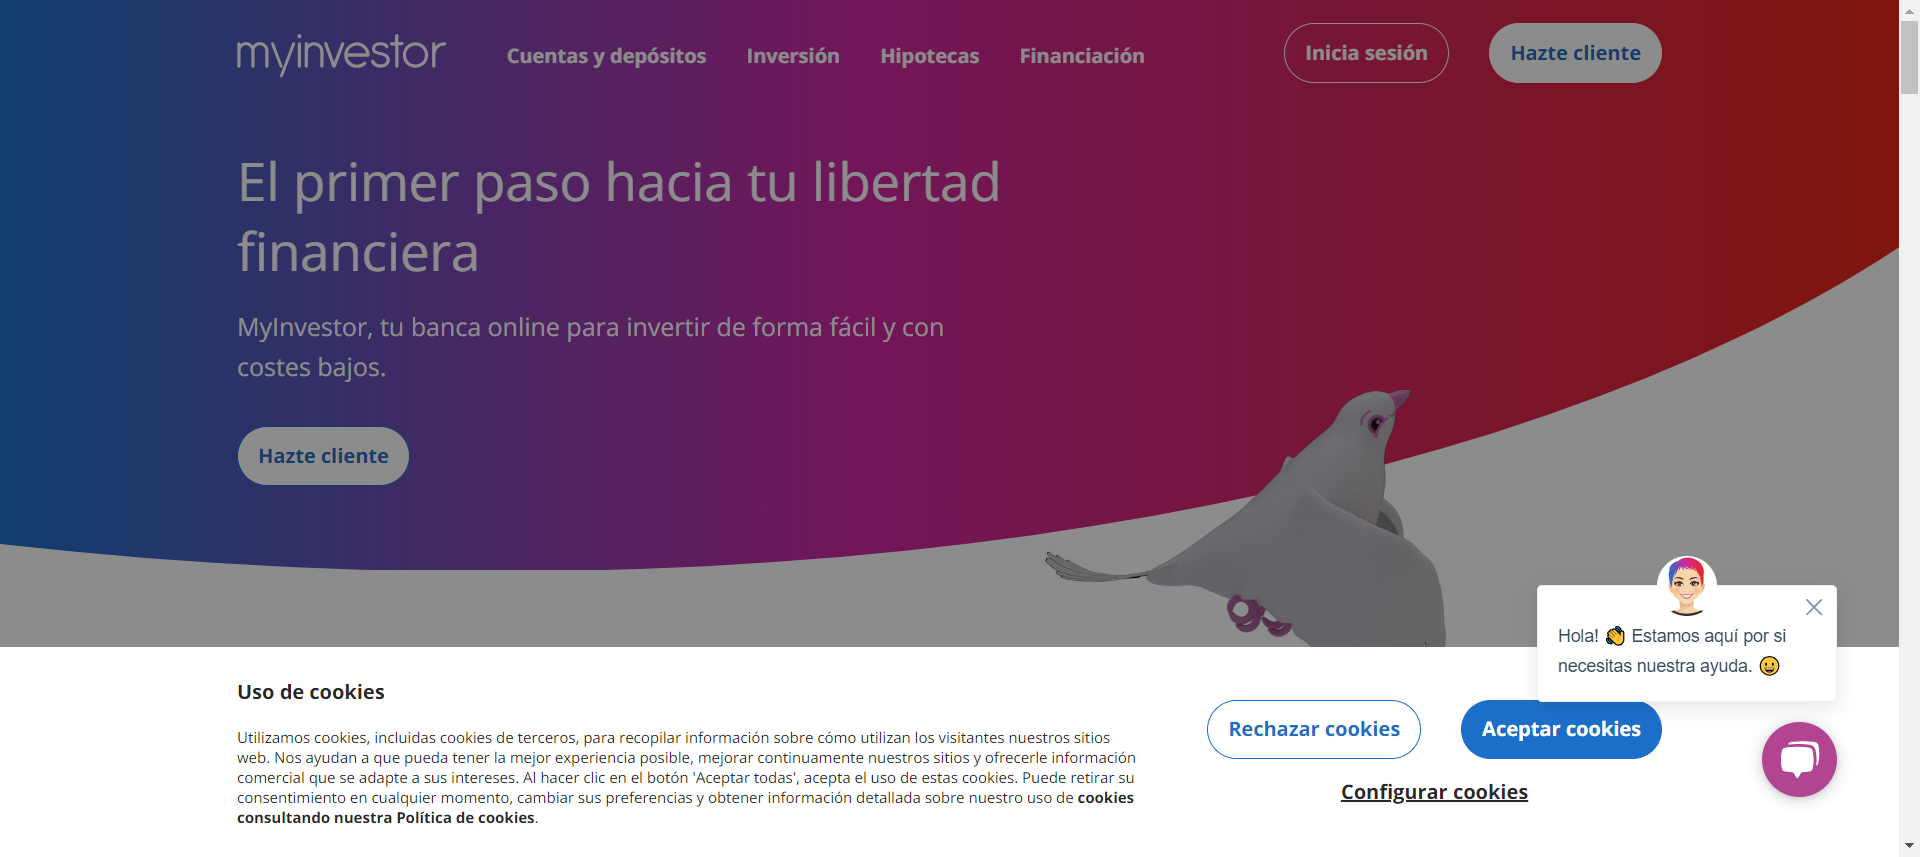 myinvestor
Cuentas y depósitos
Inversión
Hipotecas
Financiación
Inicia sesión
Hazte cliente
El primer paso hacia tu libertad
financiera
MyInvestor, tu banca online para invertir de forma fácil y con
costes bajos.
Hazte cliente
Hola! 👋 Estamos aquí por si
necesitas nuestra ayuda. 😀
Uso de cookies
Utilizamos cookies, incluidas cookies de terceros, para recopilar información sobre cómo utilizan los visitantes nuestros sitios
web. Nos ayudan a que pueda tener la mejor experiencia posible, mejorar continuamente nuestros sitios y ofrecerle información
comercial que se adapte a sus intereses. Al hacer clic en el botón 'Aceptar todas', acepta el uso de estas cookies. Puede retirar su
consentimiento en cualquier momento, cambiar sus preferencias y obtener información detallada sobre nuestro uso de cookies
consultando nuestra Política de cookies.
Rechazar cookies
Aceptar cookies
Configurar cookies